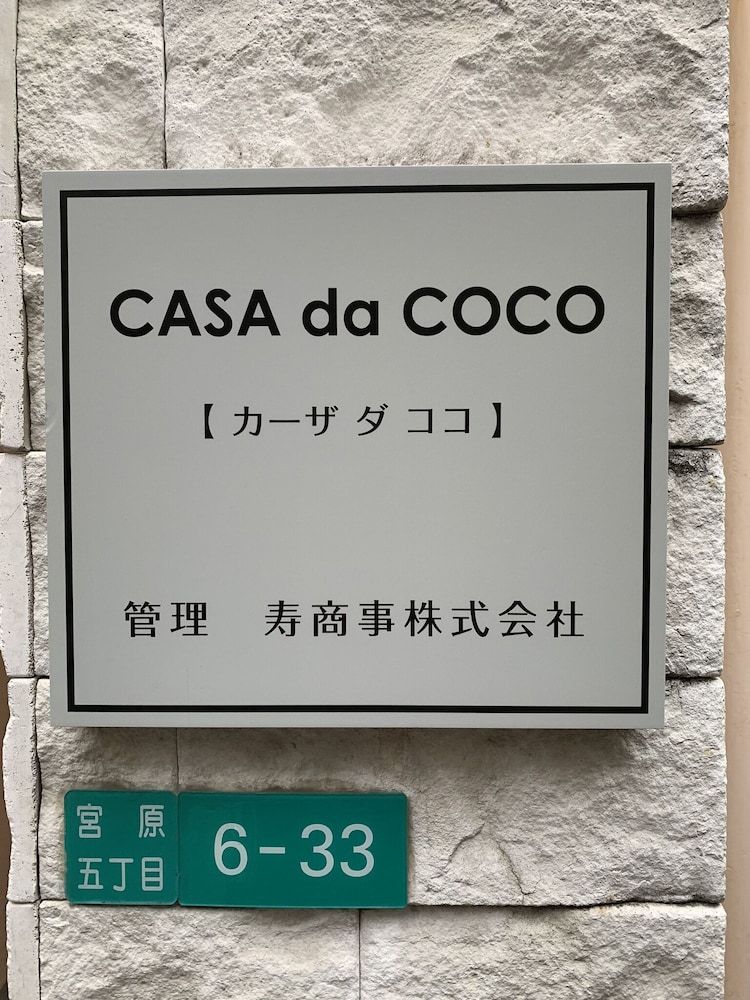 CASA da COCO
【 カーザ ダ ココ 】
管理　寿商事株式会社
宮原
五丁目
6-33